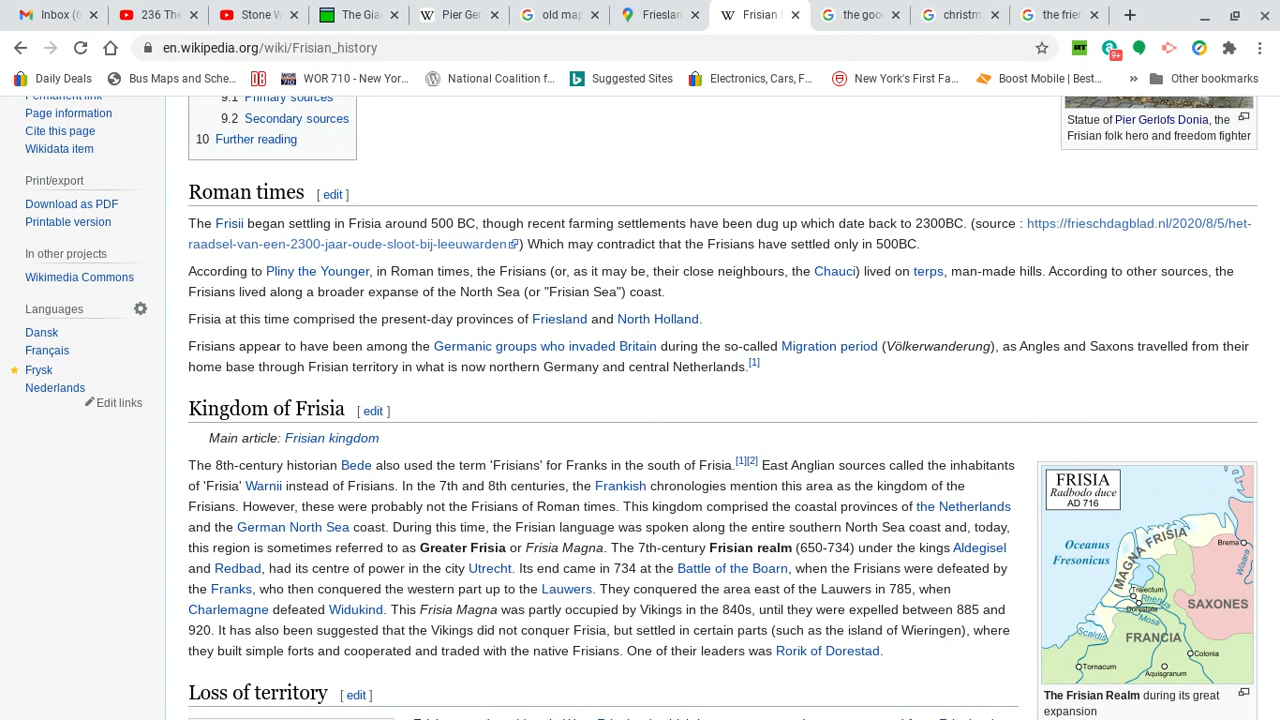 Inbox (6
236 The
Stone W
The Gia
Pier Ger
old map
Frieslan
Frisian
the goo
christm
the frie
en.wikipedia.org/wiki/Frisian_history
9+
Daily Deals
Bus Maps and Sche...
WOR 710 - New Yor...
National Coalition f...
Suggested Sites
Electronics, Cars, F...
New York's First Fa...
Boost Mobile | Best...
»
Other bookmarks
Permanent link
Page information
Cite this page
Wikidata item
Print/export
Download as PDF
Printable version
In other projects
Wikimedia Commons
Languages
Dansk
Français
Frysk
Nederlands
Edit links
9.1 Primary sources
9.2 Secondary sources
10 Further reading
Statue of Pier Gerlofs Donia, the
Frisian folk hero and freedom fighter
Roman times [ edit ]
The Frisii began settling in Frisia around 500 BC, though recent farming settlements have been dug up which date back to 2300BC. (source : https://frieschdagblad.nl/2020/8/5/het-
raadsel-van-een-2300-jaar-oude-sloot-bij-leeuwarden) Which may contradict that the Frisians have settled only in 500BC.
According to Pliny the Younger, in Roman times, the Frisians (or, as it may be, their close neighbours, the Chauci) lived on terps, man-made hills. According to other sources, the
Frisians lived along a broader expanse of the North Sea (or "Frisian Sea") coast.
Frisia at this time comprised the present-day provinces of Friesland and North Holland.
Frisians appear to have been among the Germanic groups who invaded Britain during the so-called Migration period (Völkerwanderung), as Angles and Saxons travelled from their
home base through Frisian territory in what is now northern Germany and central Netherlands.[1]
Kingdom of Frisia [ edit ]
Main article: Frisian kingdom
The 8th-century historian Bede also used the term 'Frisians' for Franks in the south of Frisia.[1][2] East Anglian sources called the inhabitants
of 'Frisia' Warnii instead of Frisians. In the 7th and 8th centuries, the Frankish chronologies mention this area as the kingdom of the
Frisians. However, these were probably not the Frisians of Roman times. This kingdom comprised the coastal provinces of the Netherlands
and the German North Sea coast. During this time, the Frisian language was spoken along the entire southern North Sea coast and, today,
this region is sometimes referred to as Greater Frisia or Frisia Magna. The 7th-century Frisian realm (650-734) under the kings Aldegisel
and Redbad, had its centre of power in the city Utrecht. Its end came in 734 at the Battle of the Boarn, when the Frisians were defeated by
the Franks, who then conquered the western part up to the Lauwers. They conquered the area east of the Lauwers in 785, when
Charlemagne defeated Widukind. This Frisia Magna was partly occupied by Vikings in the 840s, until they were expelled between 885 and
920. It has also been suggested that the Vikings did not conquer Frisia, but settled in certain parts (such as the island of Wieringen), where
they built simple forts and cooperated and traded with the native Frisians. One of their leaders was Rorik of Dorestad.
FRISIA
Radbodo duce
AD 716
Oceanus
Fresonicus
MAGNA FRISIA
Brema
Wisara
Traiectum
Rhenus
Dorestate
Mosa
Scaldis
SAXONES
FRANCIA
Colonia
Tornacum
Aquisgranum
The Frisian Realm during its great
expansion
Loss of territory [ edit ]